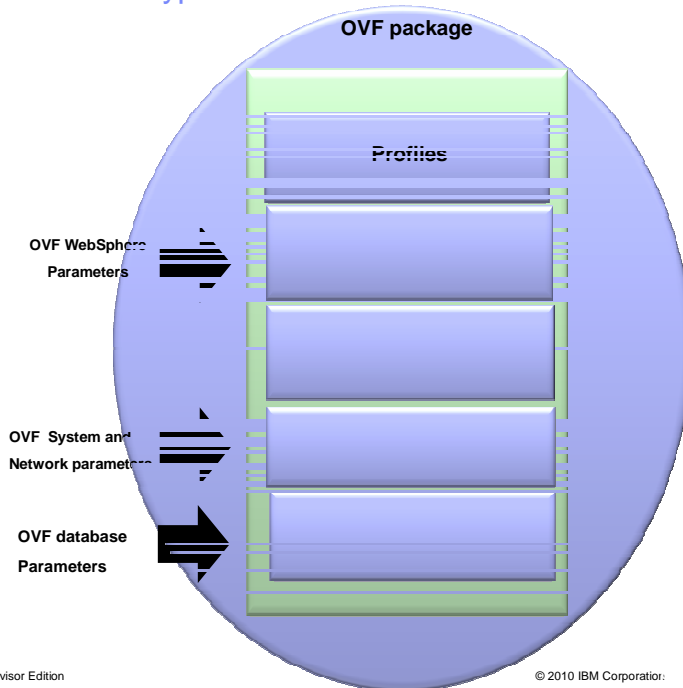 OVF package
Profiles
OVF WebSphere
Parameters
OVF System and
Network parameters
OVF database
Parameters
visor Edition
© 2010 IBM Corporation